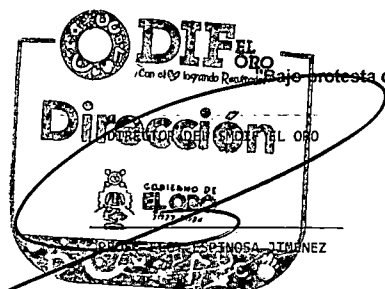 DIF EL ORO
¡Con el logrando Resultados!
"Bajo protesta d
Dirección
DIRECTOR DEL SMDIF EL ORO
GOBIERNO DE
EL ORO
ESPINOSA JIMENEZ